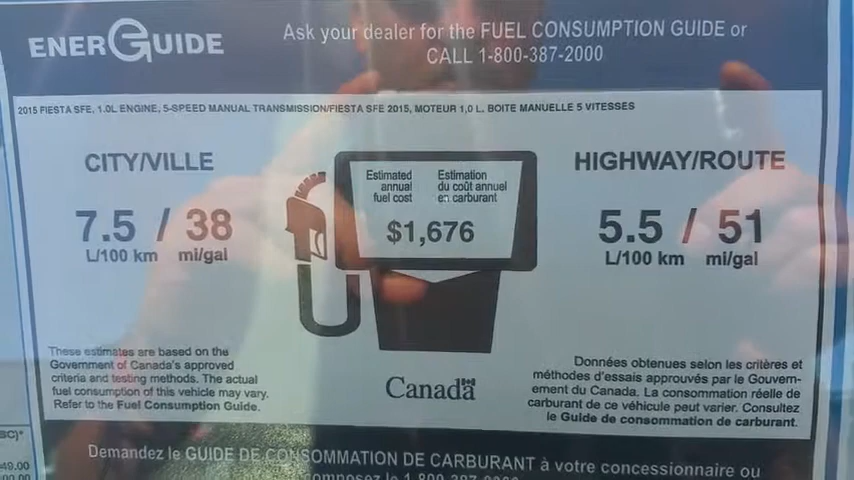 ENERGUIDE
Ask your dealer for the FUEL CONSUMPTION GUIDE or
CALL 1-800-387-2000
2015 FIESTA SFE, 1.0L ENGINE, 5-SPEED MANUAL TRANSMISSION/FIESTA SFE 2015, MOTEUR 1,0 L. BOITE MANUELLE 5 VITESSES
CITY/VILLE
7.5 / 38
L/100 km mi/gal
Estimated
annual
fuel cost
Estimation
du coût annuel
en carburant
$1,676
HIGHWAY/ROUTE
5.5 / 51
L/100 km mi/gal
These estimates are based on the
Government of Canada's approved
criteria and testing methods. The actual
fuel consumption of this vehicle may vary.
Refer to the Fuel Consumption Guide.
Canada
Données obtenues selon les critères et
méthodes d'essais approuvés par le Gouvern-
ement du Canada. La consommation réelle de
carburant de ce véhicule peut varier. Consultez
le Guide de consommation de carburant.
Demandez le GUIDE DE CONSOMMATION DE CARBURANT à votre concessionnaire ou